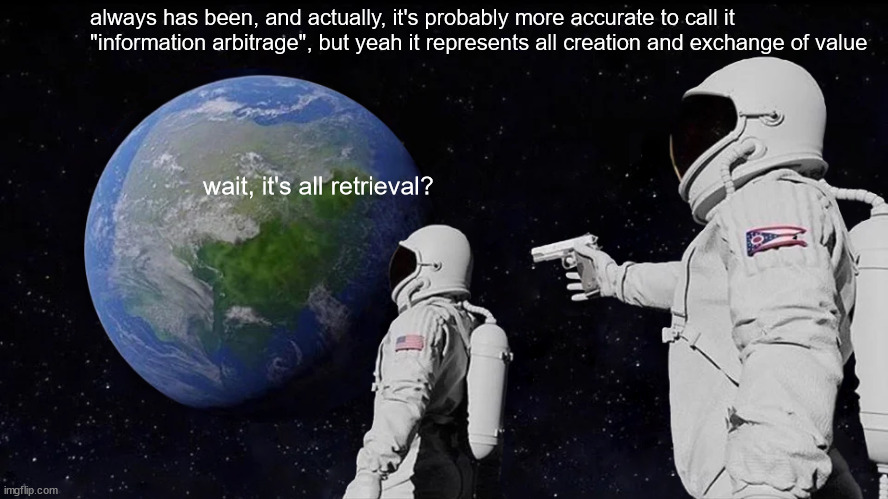 always has been, and actually, it's probably more accurate to call it
"information arbitrage", but yeah it represents all creation and exchange of value
wait, it's all retrieval?
imgflip.com